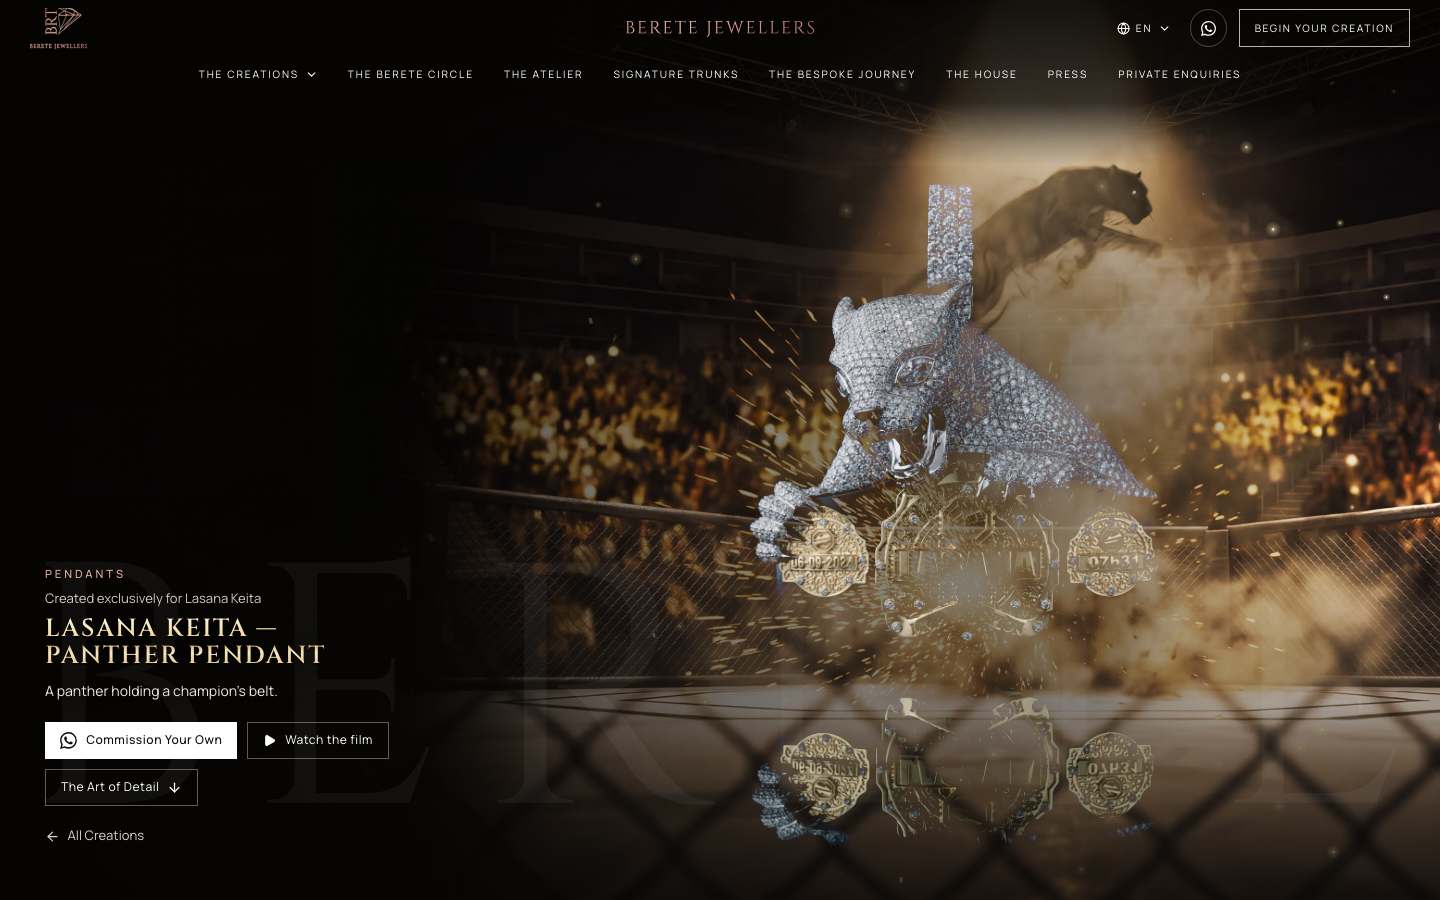 BRT
BERETE JEWELLERS
BERETE JEWELLERS
EN
BEGIN YOUR CREATION
THE CREATIONS
THE BERETE CIRCLE
THE ATELIER
SIGNATURE TRUNKS
THE BESPOKE JOURNEY
THE HOUSE
PRESS
PRIVATE ENQUIRIES
07h31
PENDANTS
Created exclusively for Lasana Keita
LASANA KEITA —
PANTHER PENDANT
A panther holding a champion's belt.
Commission Your Own
Watch the film
The Art of Detail
All Creations